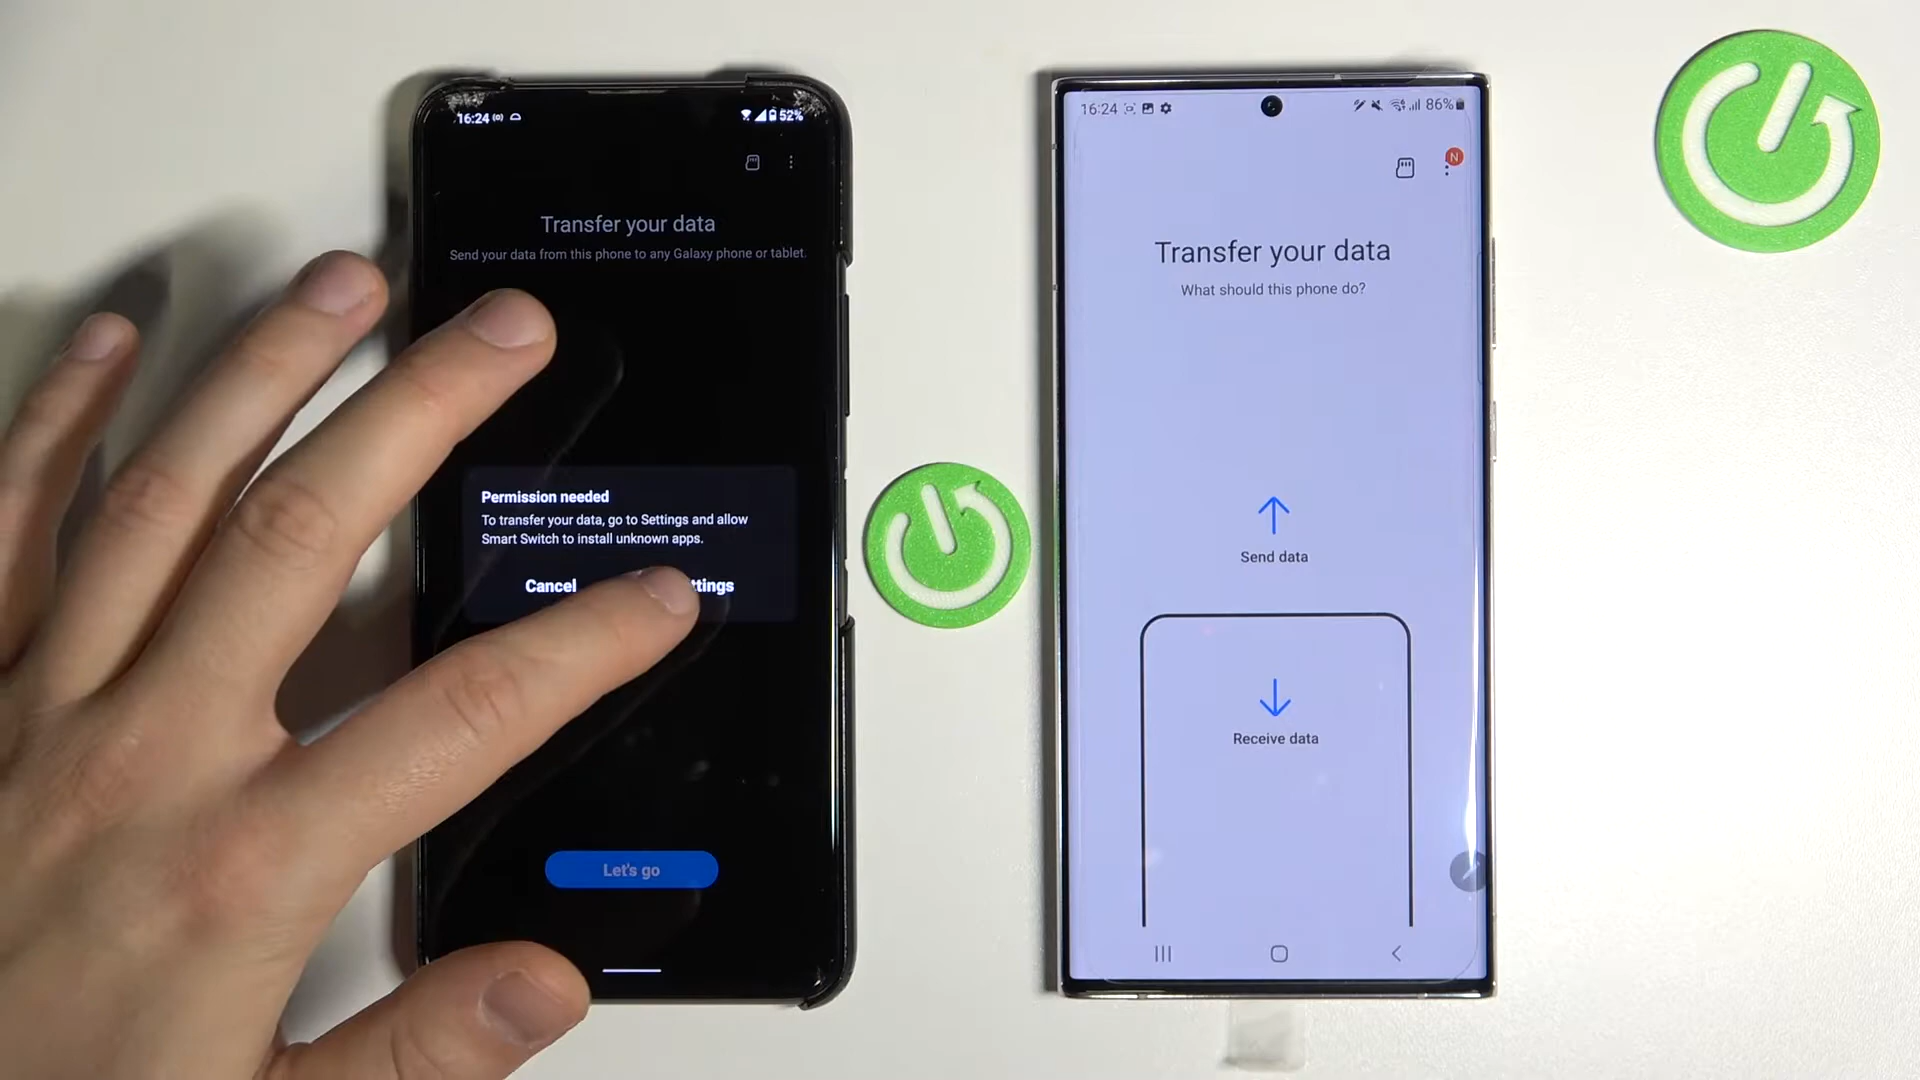 16:24
52%
Transfer your data
Send your data from this phone to any Galaxy phone or tablet.
Permission needed
To transfer your data, go to Settings and allow
Smart Switch to install unknown apps.
Cancel
ttings
Let's go
16:24
86%
N
Transfer your data
What should this phone do?
Send data
Receive data